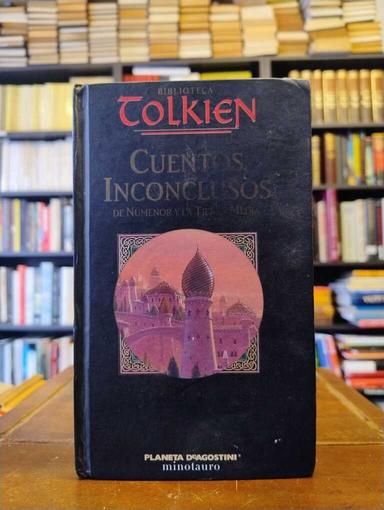 BIBLIOTECA
TOLKIEN
CUENTOS
INCONCLUSOS
DE NUMENOR Y LA TIERRA MEDIA
PLANETA DEAGOSTINI
minotauro